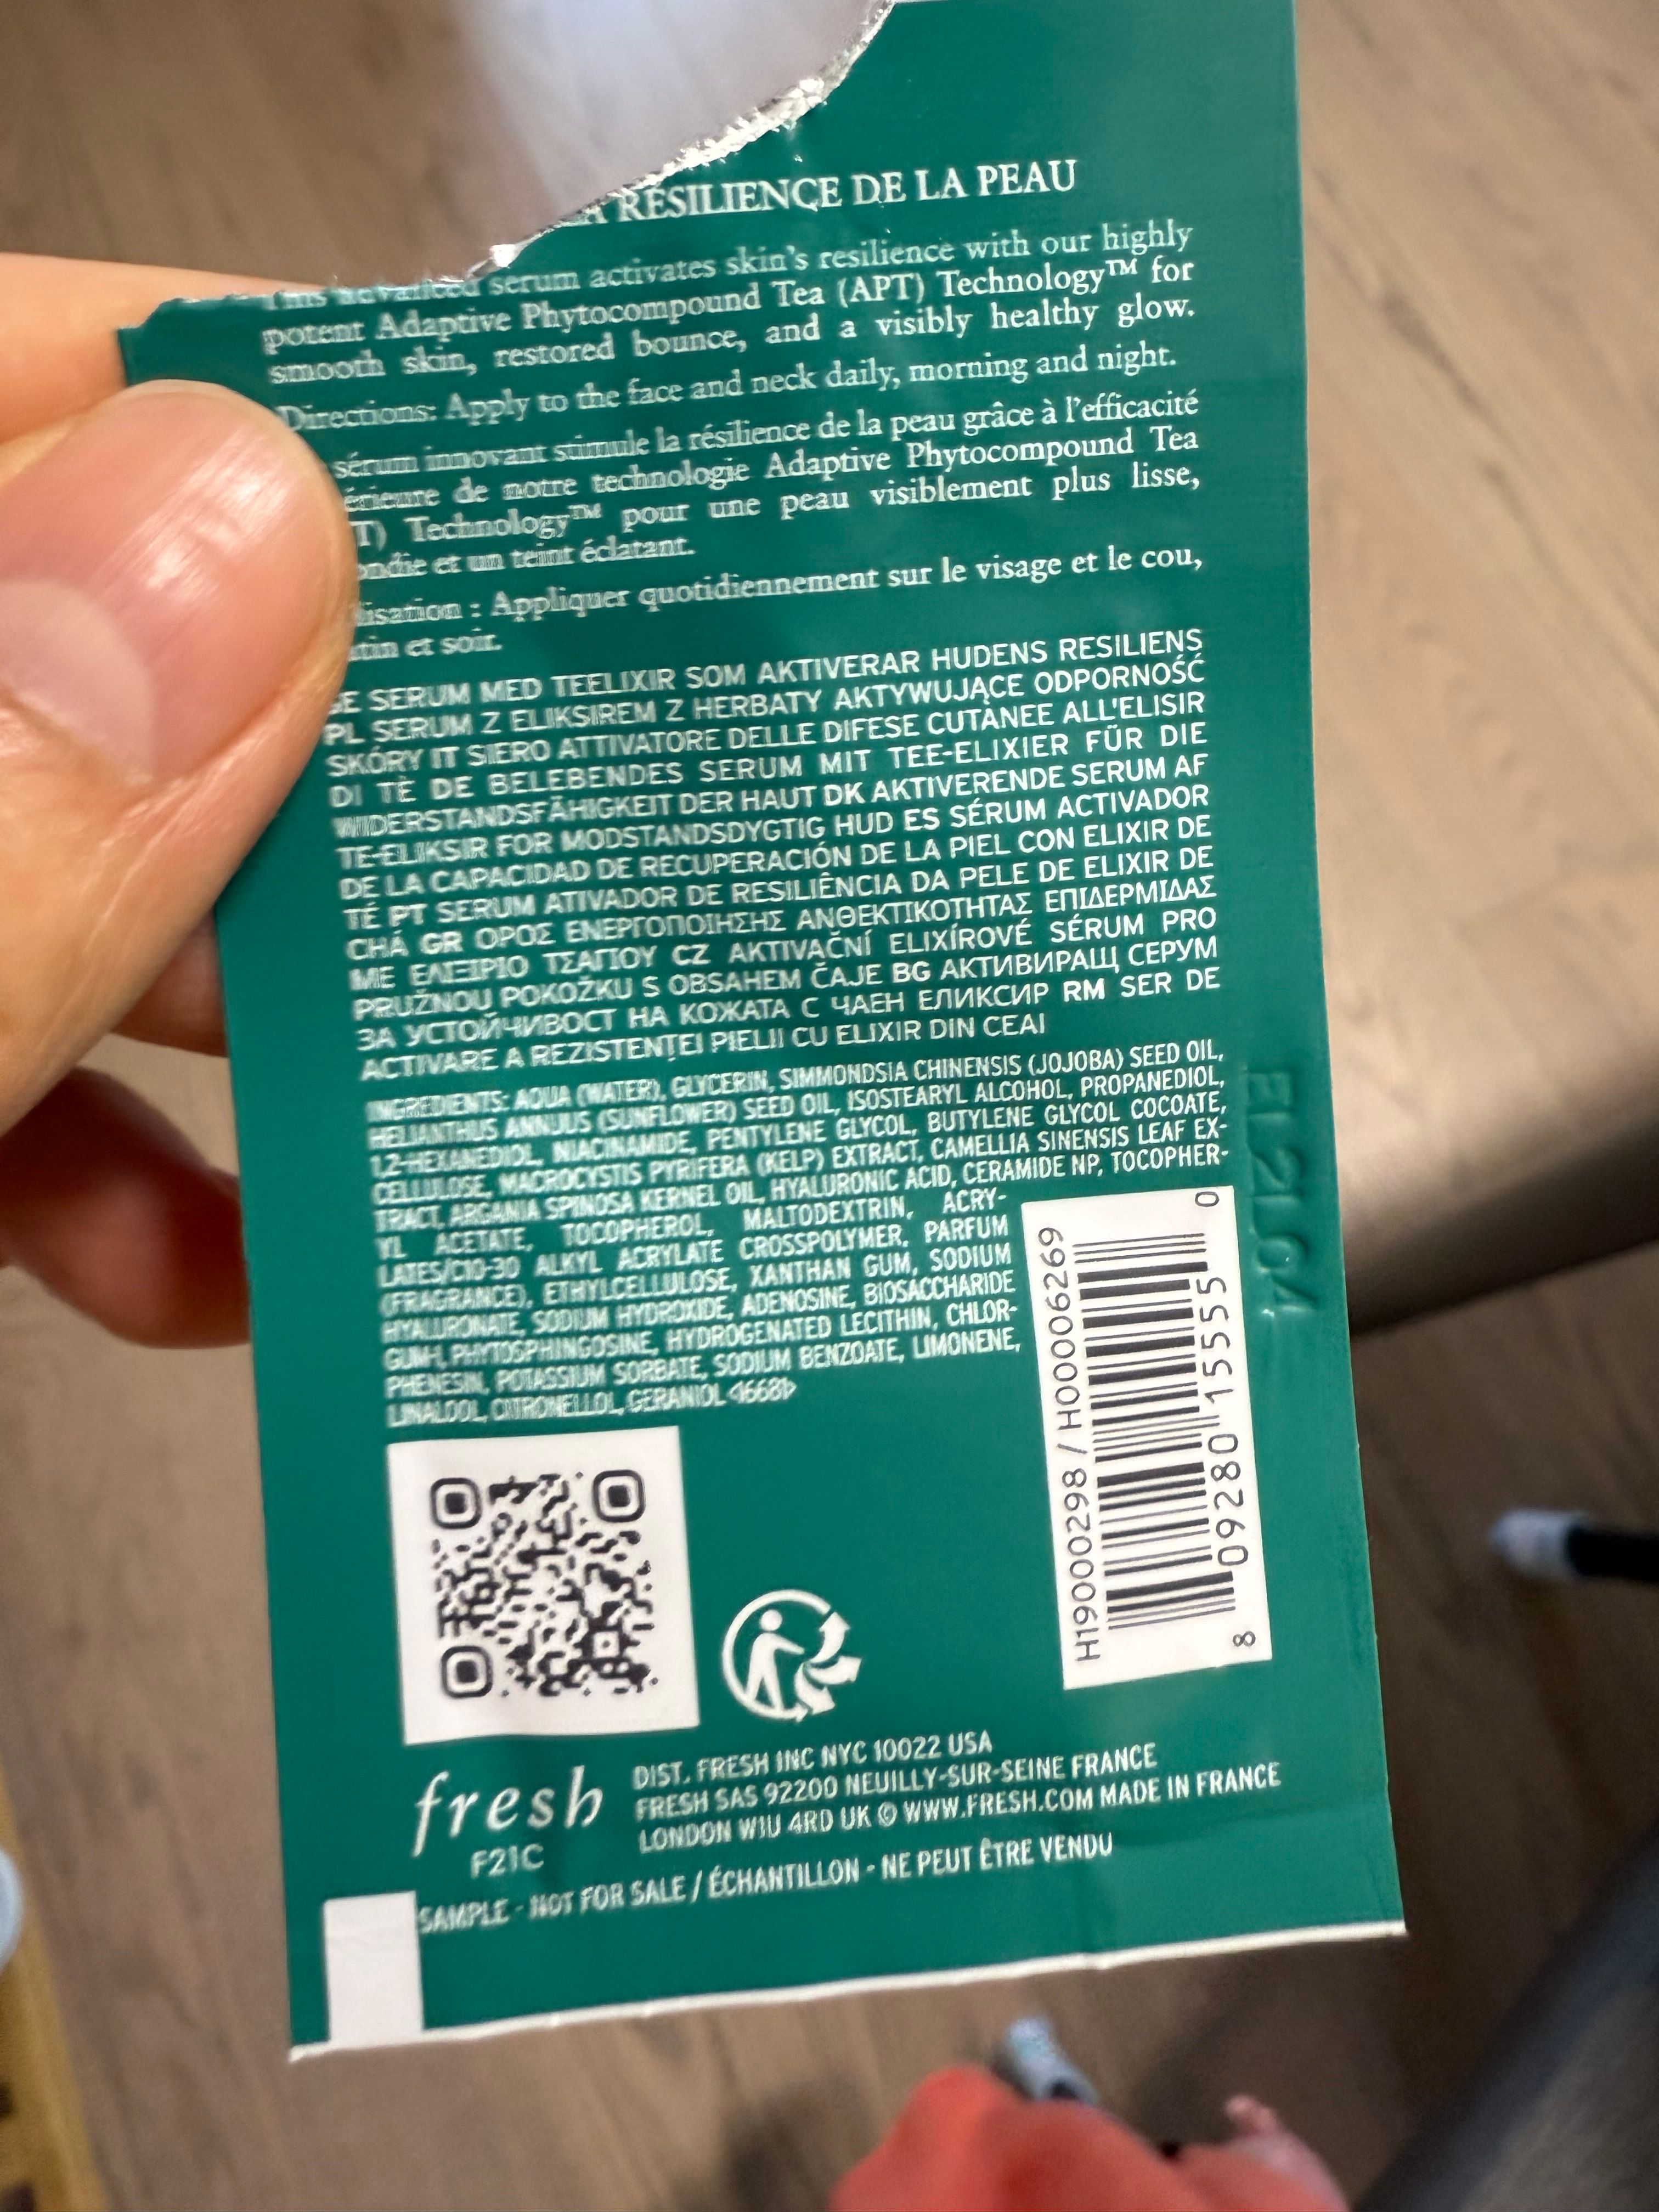 RÉSILIENCE DE LA PEAU
This advanced serum activates skin's resilience with our highly
potent Adaptive Phytocompound Tea (APT) Technology™ for
smooth skin, restored bounce, and a visibly healthy glow.
Directions: Apply to the face and neck daily, morning and night.
sérum innovant stimule la résilience de la peau grâce à l'efficacité
de notre technologie Adaptive Phytocompound Tea
T) Technology™ pour une peau visiblement plus lisse,
et un teint éclatant.
: Appliquer quotidiennement sur le visage et le cou,
et soir.
SE SERUM MED TEELIXIR SOM AKTIVERAR HUDENS RESILIENS
PL SERUM Z ELIKSIREM Z HERBATY AKTYWUJĄCE ODPORNOŚĆ
SKÓRY IT SIERO ATTIVATORE DELLE DIFESE CUTANEE ALL'ELISIR
DI TÈ DE BELEBENDES SERUM MIT TEE-ELIXIER FÜR DIE
WIDERSTANDSFÄHIGKEIT DER HAUT DK AKTIVERENDE SERUM AF
TE-ELIKSIR FOR MODSTANDSDYGTIG HUD ES SÉRUM ACTIVADOR
DE LA CAPACIDAD DE RECUPERACIÓN DE LA PIEL CON ELIXIR DE
TÉ PT SERUM ATIVADOR DE RESILIÊNCIA DA PELE DE ELIXIR DE
CHÁ GR ΟΡΟΣ ΕΝΕΡΓΟΠΟΙΗΣΗΣ ΑΝΘΕΚΤΙΚΟΤΗΤΑΣ ΕΠΙΔΕΡΜΙΔΑΣ
ΜΕ ΕΛΙΞΙΡΙΟ ΤΣΑΓΙΟΥ CZ AKTIVAČNÍ ELIXÍROVÉ SÉRUM PRO
PRUŽNOU POKOŽKU S OBSAHEM ČAJE BG АКТИВИРАЩ СЕРУМ
ЗА УСТОЙЧИВОСТ НА КОЖАТА С ЧАЕН ЕЛИКСИР RM SER DE
ACTIVARE A REZISTENȚEI PIELII CU ELIXIR DIN CEAI
INGREDIENTS: AQUA (WATER), GLYCERIN, SIMMONDSIA CHINENSIS (JOJOBA) SEED OIL,
HELIANTHUS ANNUUS (SUNFLOWER) SEED OIL, ISOSTEARYL ALCOHOL, PROPANEDIOL,
1,2-HEXANEDIOL, NIACINAMIDE, PENTYLENE GLYCOL, BUTYLENE GLYCOL COCOATE,
CELLULOSE, MACROCYSTIS PYRIFERA (KELP) EXTRACT, CAMELLIA SINENSIS LEAF EX-
TRACT, ARGANIA SPINOSA KERNEL OIL, HYALURONIC ACID, CERAMIDE NP, TOCOPHER-
YL ACETATE, TOCOPHEROL, MALTODEXTRIN, ACRY-
LATES/C10-30 ALKYL ACRYLATE CROSSPOLYMER, PARFUM
(FRAGRANCE), ETHYLCELLULOSE, XANTHAN GUM, SODIUM
HYALURONATE, SODIUM HYDROXIDE, ADENOSINE, BIOSACCHARIDE
GUM-1, PHYTOSPHINGOSINE, HYDROGENATED LECITHIN, CHLOR-
PHENESIN, POTASSIUM SORBATE, SODIUM BENZOATE, LIMONENE,
LINALOOL, CITRONELLOL, GERANIOL <16681>
H19000298 / H00006269
8 09280 15555 0
fresh
F21C
DIST. FRESH INC NYC 10022 USA
FRESH SAS 92200 NEUILLY-SUR-SEINE FRANCE
LONDON W1U 4RD UK © WWW.FRESH.COM MADE IN FRANCE
SAMPLE - NOT FOR SALE / ÉCHANTILLON - NE PEUT ÊTRE VENDU